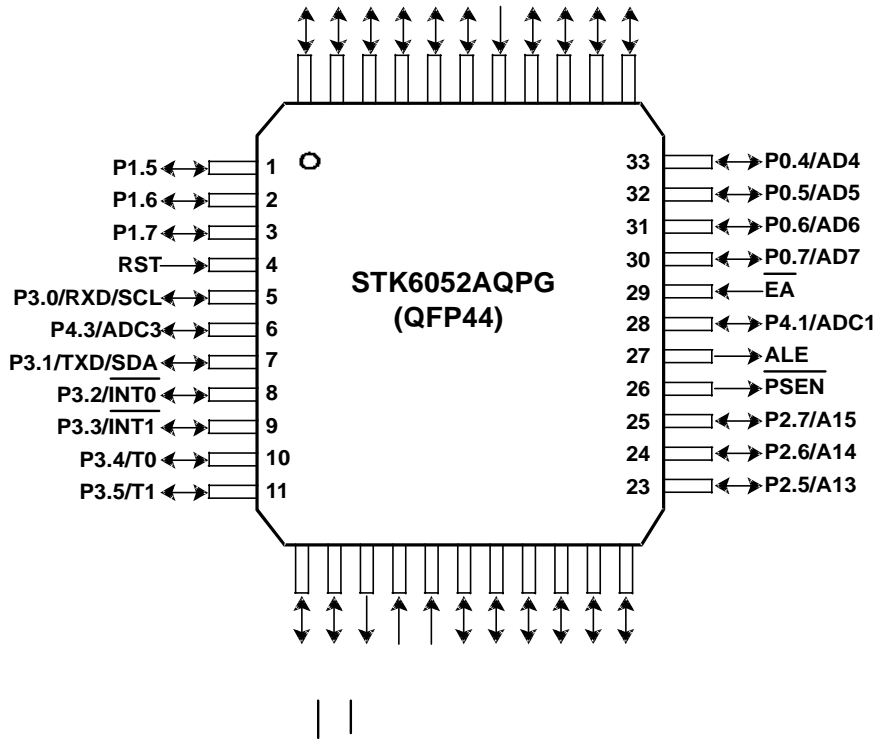 P1.5 1
P1.6 2
P1.7 3
RST 4
P3.0/RXD/SCL 5
P4.3/ADC3 6
P3.1/TXD/SDA 7
P3.2/INT0 8
P3.3/INT1 9
P3.4/T0 10
P3.5/T1 11
STK6052AQPG
(QFP44)
33 P0.4/AD4
32 P0.5/AD5
31 P0.6/AD6
30 P0.7/AD7
29 EA
28 P4.1/ADC1
27 ALE
26 PSEN
25 P2.7/A15
24 P2.6/A14
23 P2.5/A13